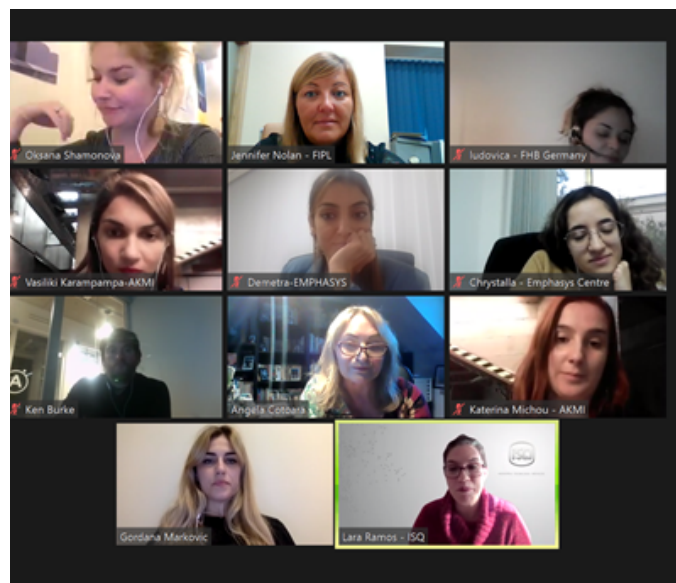 Oksana Shamonova
Jennifer Nolan - FIPL
ludovica - FHB Germany
Vasiliki Karampampa-AKMI
Demetra-EMPHASYS
Chrystalla - Emphasys Centre
A
Ken Burke
Angela Cotoara
Katerina Michou - AKMI
Gordana Markovic
ISQ
Lara Ramos - ISQ